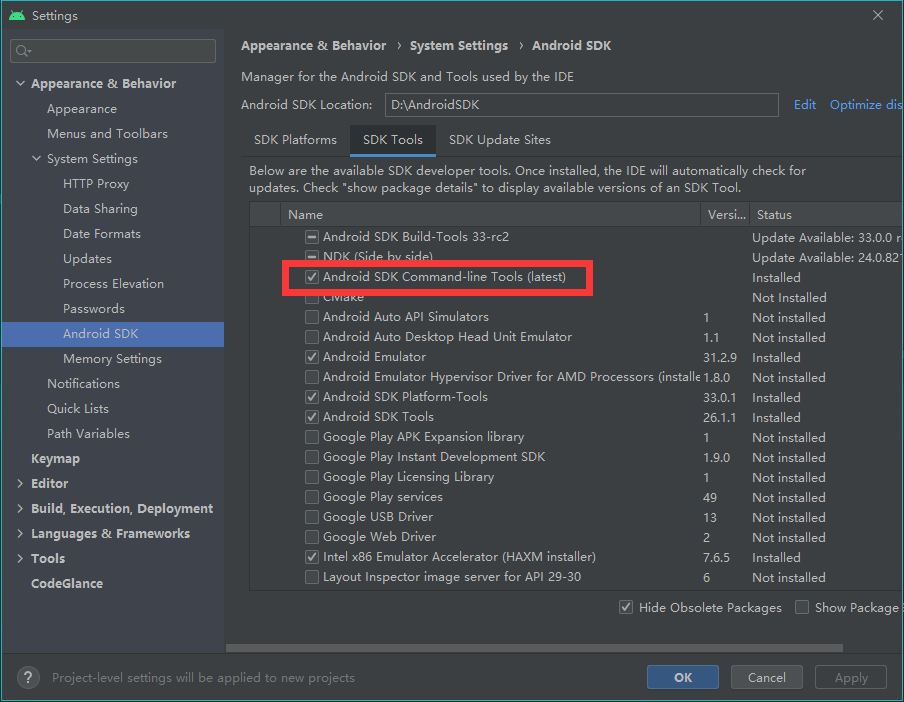 Settings
Appearance & Behavior
Appearance
Menus and Toolbars
System Settings
HTTP Proxy
Data Sharing
Date Formats
Updates
Process Elevation
Passwords
Android SDK
Memory Settings
Notifications
Quick Lists
Path Variables
Keymap
Editor
Build, Execution, Deployment
Languages & Frameworks
Tools
CodeGlance
Appearance & Behavior › System Settings › Android SDK
Manager for the Android SDK and Tools used by the IDE
Android SDK Location: D:\AndroidSDK Edit Optimize dis
SDK Platforms SDK Tools SDK Update Sites
Below are the available SDK developer tools. Once installed, the IDE will automatically check for
updates. Check "show package details" to display available versions of an SDK Tool.
Name Versi... Status
Android SDK Build-Tools 33-rc2 Update Available: 33.0.0 r
NDK (Side by side) Update Available: 24.0.821
Android SDK Command-line Tools (latest) Installed
CMake Not Installed
Android Auto API Simulators 1 Not installed
Android Auto Desktop Head Unit Emulator 1.1 Not installed
Android Emulator 31.2.9 Installed
Android Emulator Hypervisor Driver for AMD Processors (installe 1.8.0 Not installed
Android SDK Platform-Tools 33.0.1 Installed
Android SDK Tools 26.1.1 Installed
Google Play APK Expansion library 1 Not installed
Google Play Instant Development SDK 1.9.0 Not installed
Google Play Licensing Library 1 Not installed
Google Play services 49 Not installed
Google USB Driver 13 Not installed
Google Web Driver 2 Not installed
Intel x86 Emulator Accelerator (HAXM installer) 7.6.5 Installed
Layout Inspector image server for API 29-30 6 Not installed
Hide Obsolete Packages Show Package
? Project-level settings will be applied to new projects
OK Cancel Apply